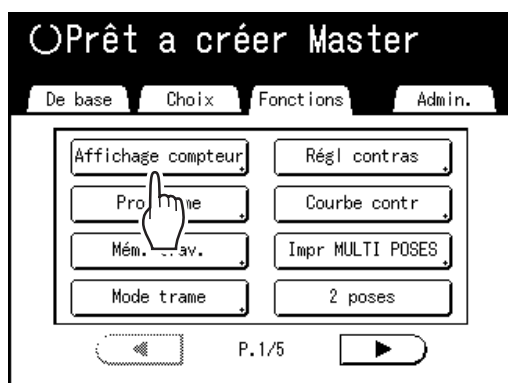 Prêt a créer Master
De base Choix Fonctions Admin.
Affichage compteur Régl contras
Courbe contr
Mém. Impr MULTI POSES
Mode trame 2 poses
P.1/5